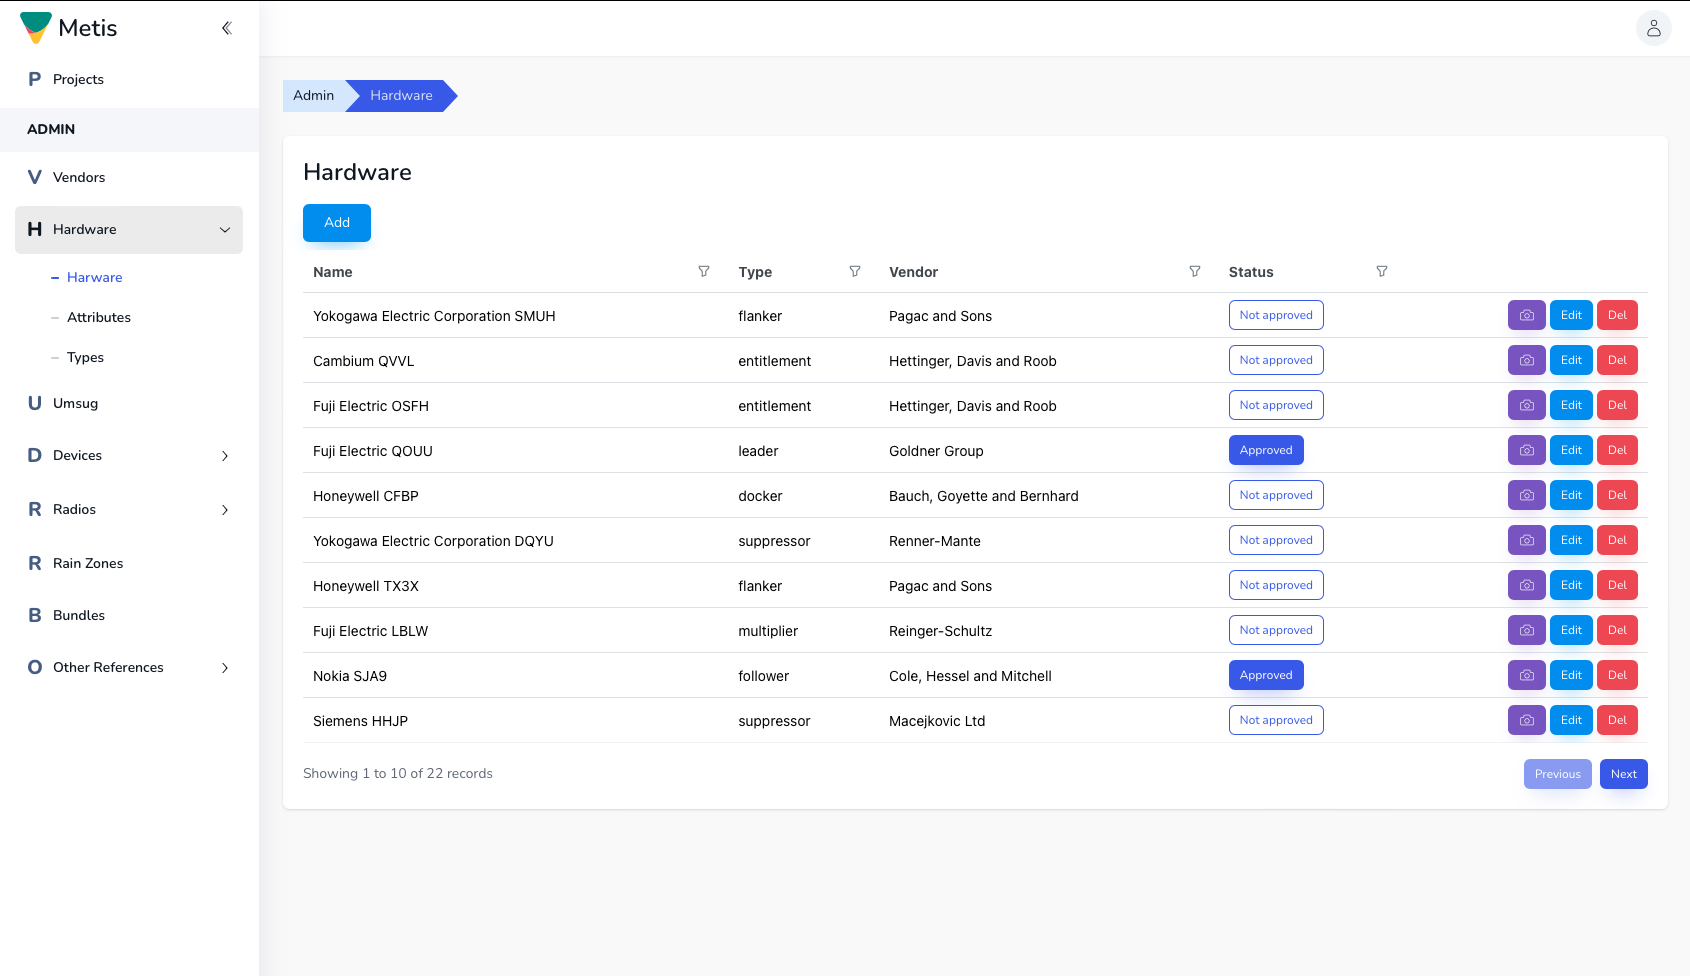 Metis
P Projects
ADMIN
V Vendors
H Hardware
Harware
Attributes
Types
U Umsug
D Devices
R Radios
R Rain Zones
B Bundles
O Other References
Admin Hardware
Hardware
Add
Name Type Vendor Status
Yokogawa Electric Corporation SMUH flanker Pagac and Sons Not approved Edit Del
Cambium QVVL entitlement Hettinger, Davis and Roob Not approved Edit Del
Fuji Electric OSFH entitlement Hettinger, Davis and Roob Not approved Edit Del
Fuji Electric QOUU leader Goldner Group Approved Edit Del
Honeywell CFBP docker Bauch, Goyette and Bernhard Not approved Edit Del
Yokogawa Electric Corporation DQYU suppressor Renner-Mante Not approved Edit Del
Honeywell TX3X flanker Pagac and Sons Not approved Edit Del
Fuji Electric LBLW multiplier Reinger-Schultz Not approved Edit Del
Nokia SJA9 follower Cole, Hessel and Mitchell Approved Edit Del
Siemens HHJP suppressor Macejkovic Ltd Not approved Edit Del
Showing 1 to 10 of 22 records Previous Next